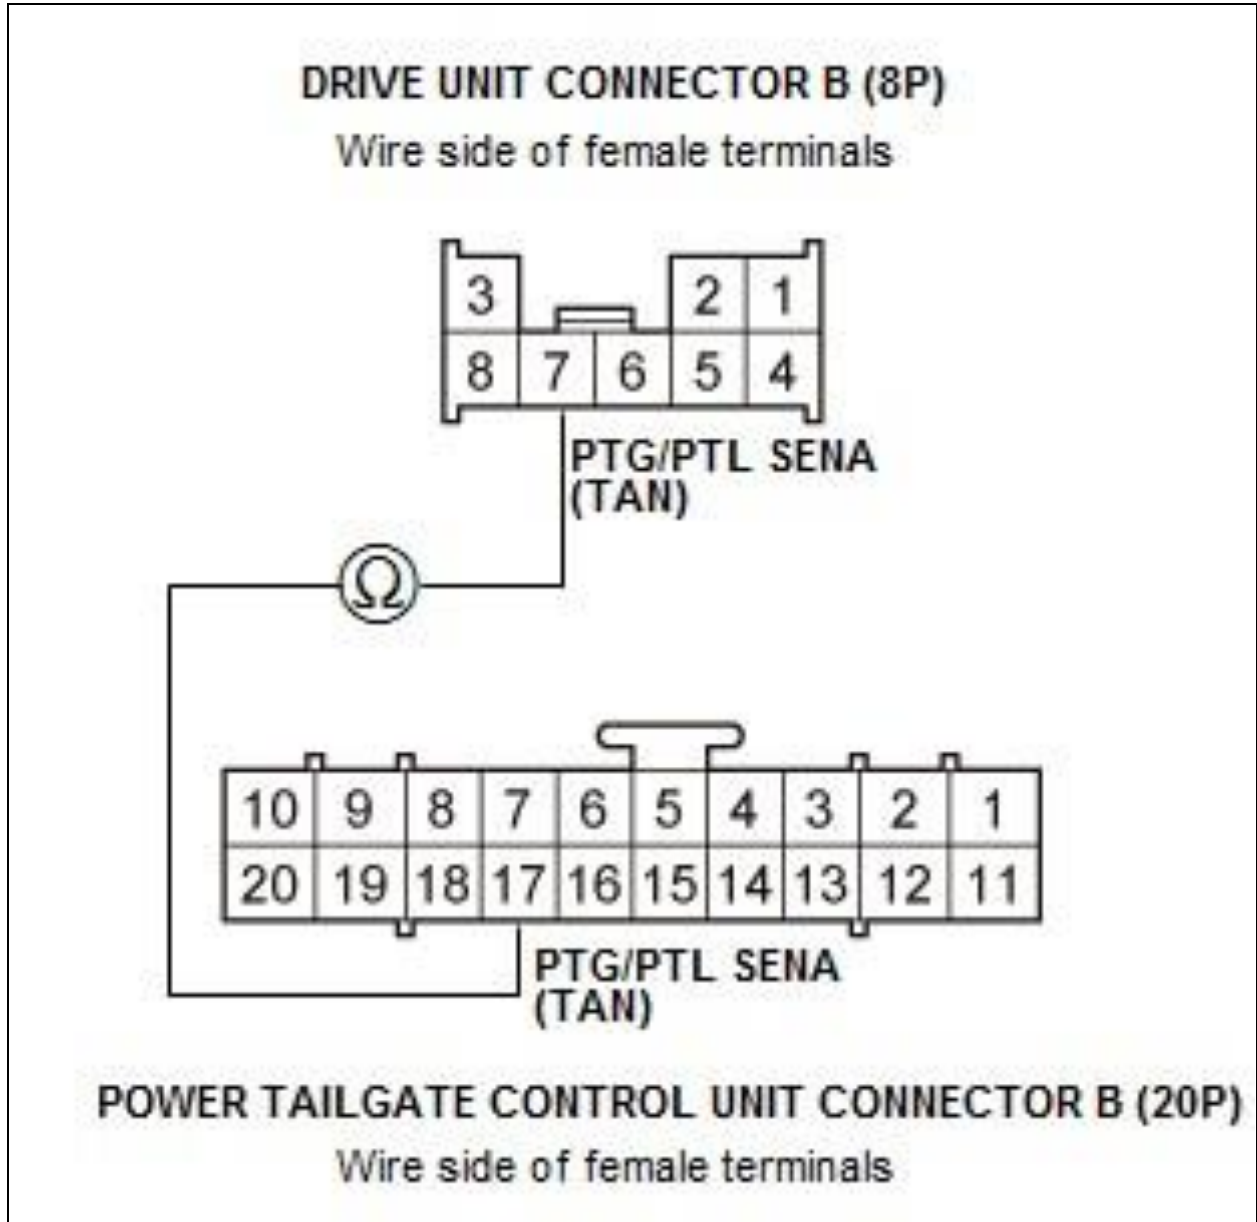 DRIVE UNIT CONNECTOR B (8P)
Wire side of female terminals
3 2 1
8 7 6 5 4
PTG/PTL SENA
(TAN)
Ω
10 9 8 7 6 5 4 3 2 1
20 19 18 17 16 15 14 13 12 11
PTG/PTL SENA
(TAN)
POWER TAILGATE CONTROL UNIT CONNECTOR B (20P)
Wire side of female terminals